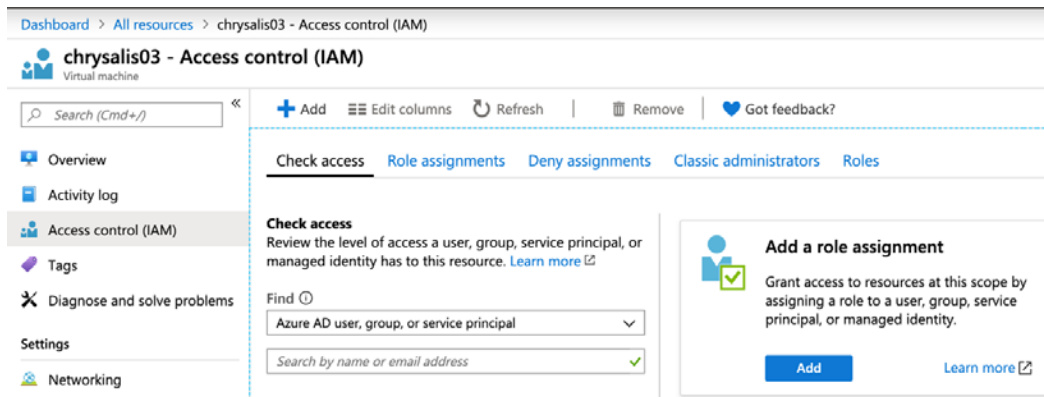 Dashboard > All resources > chrysalis03 - Access control (IAM)
chrysalis03 - Access control (IAM)
Virtual machine
Search (Cmd+/)
«
Add
Edit columns
Refresh
Remove
Got feedback?
Overview
Activity log
Access control (IAM)
Tags
Diagnose and solve problems
Settings
Networking
Check access
Role assignments
Deny assignments
Classic administrators
Roles
Check access
Review the level of access a user, group, service principal, or
managed identity has to this resource. Learn more
Find
Azure AD user, group, or service principal
Search by name or email address
Add a role assignment
Grant access to resources at this scope by
assigning a role to a user, group, service
principal, or managed identity.
Add
Learn more